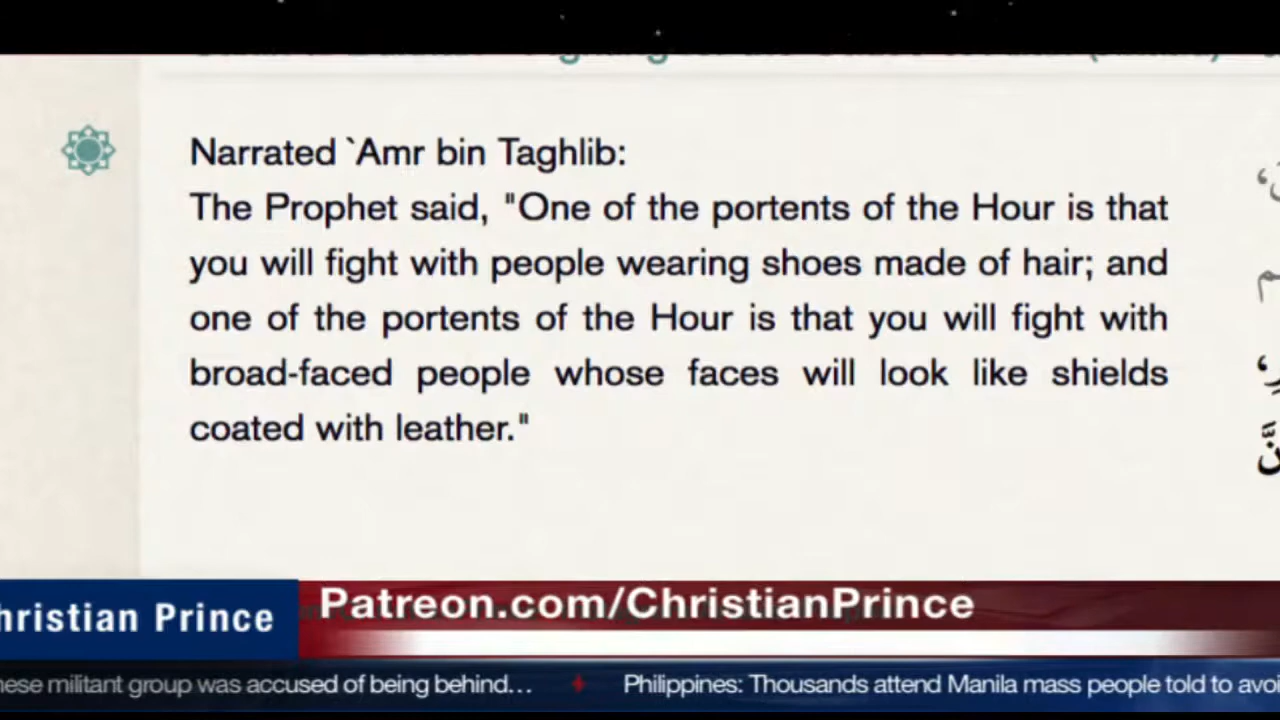 Narrated `Amr bin Taghlib:
The Prophet said, "One of the portents of the Hour is that
you will fight with people wearing shoes made of hair; and
one of the portents of the Hour is that you will fight with
broad-faced people whose faces will look like shields
coated with leather."
hristian Prince
Patreon.com/ChristianPrince
nese militant group was accused of being behind... Philippines: Thousands attend Manila mass people told to avoi